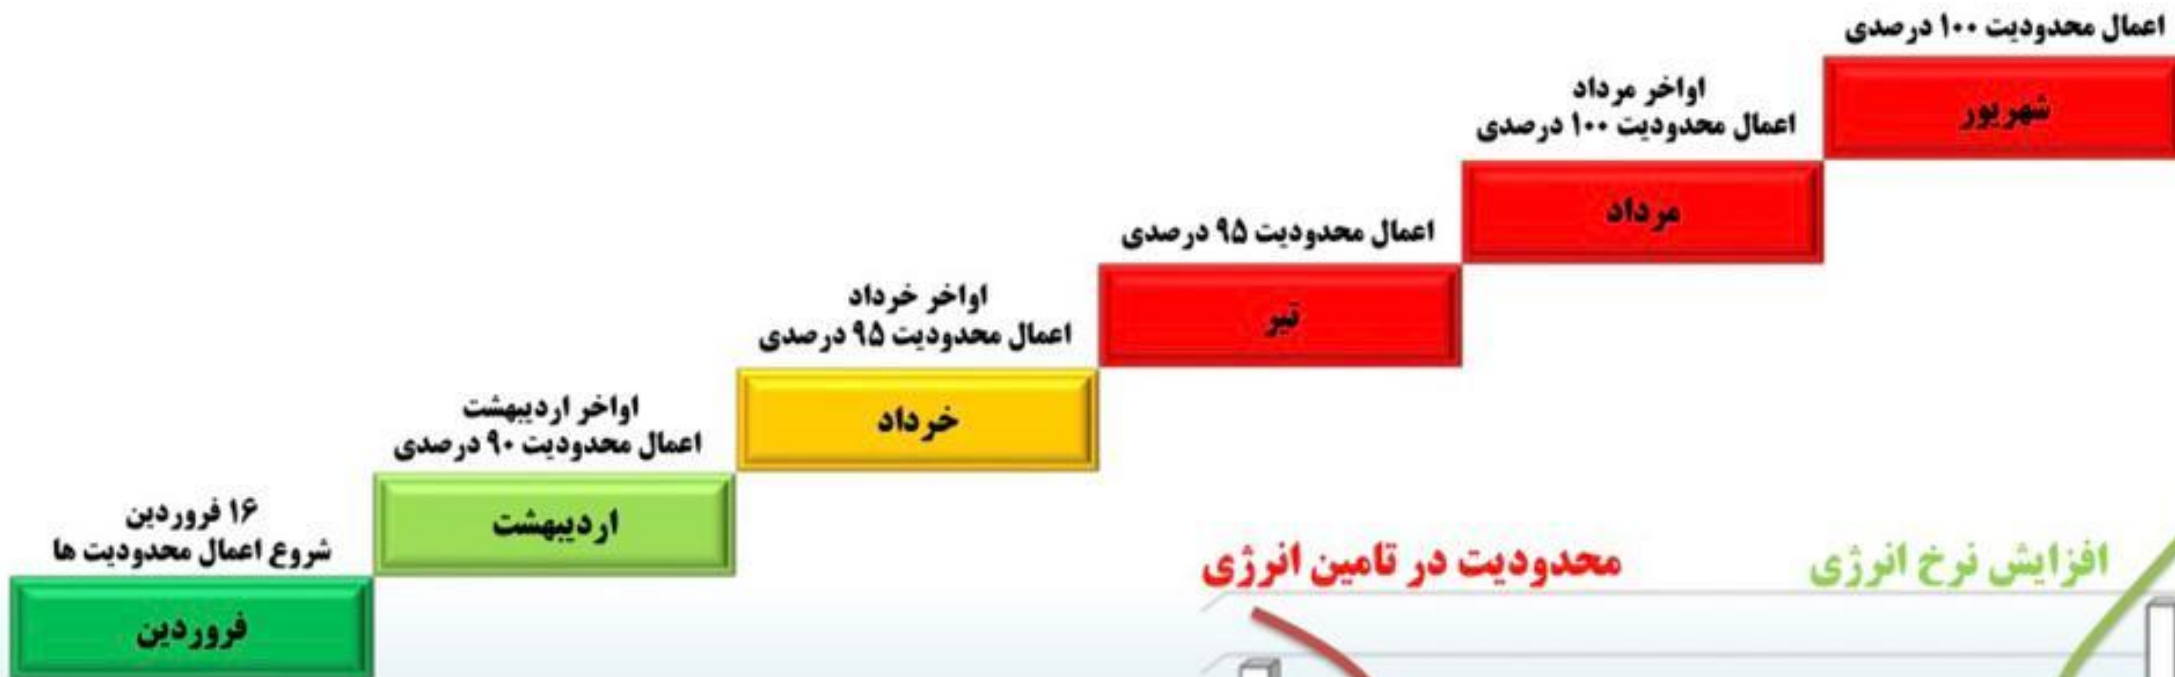 اعمال محدودیت ۱۰۰ درصدی
شهریور
اواخر مرداد
اعمال محدودیت ۱۰۰ درصدی
مرداد
اعمال محدودیت ۹۵ درصدی
تیر
اواخر خرداد
اعمال محدودیت ۹۵ درصدی
خرداد
اواخر اردیبهشت
اعمال محدودیت ۹۰ درصدی
اردیبهشت
۱۶ فروردین
شروع اعمال محدودیت ها
فروردین
افزایش نرخ انرژی
محدودیت در تامین انرژی